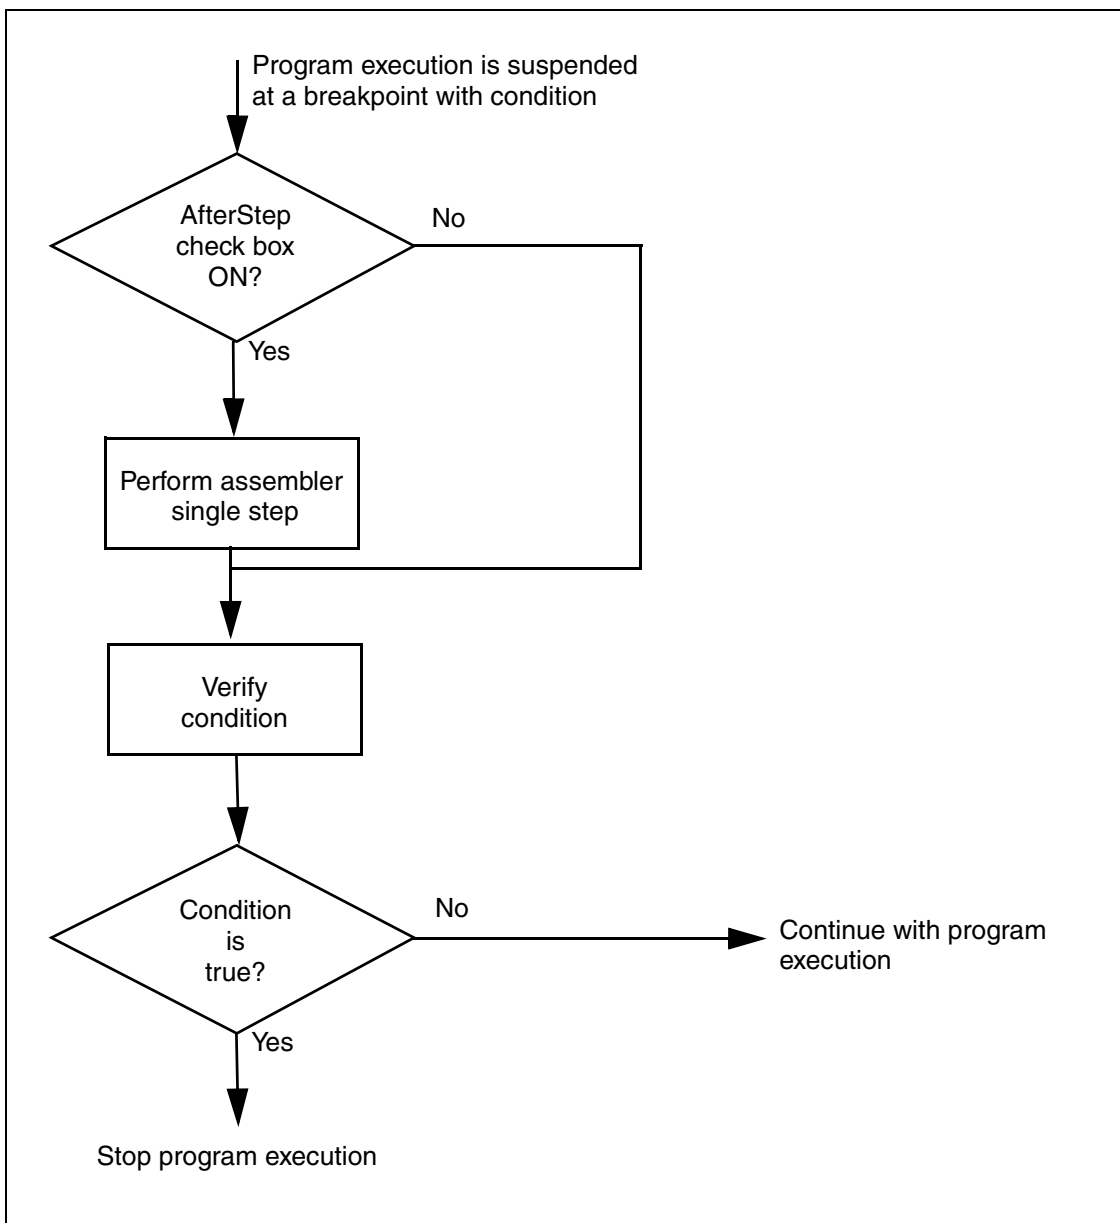 Program execution is suspended
at a breakpoint with condition
AfterStep
check box
ON?
No
Yes
Perform assembler
single step
Verify
condition
Condition
is
true?
No
Continue with program
execution
Yes
Stop program execution